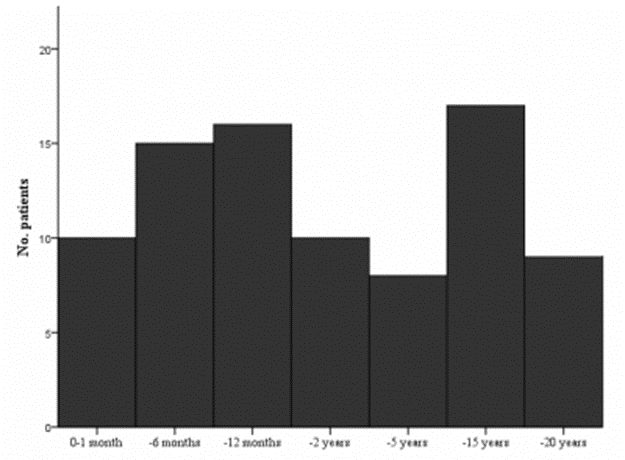 No. patients
20
15
10
5
0
0-1 month
-6 months
-12 months
-2 years
-5 years
-15 years
-20 years